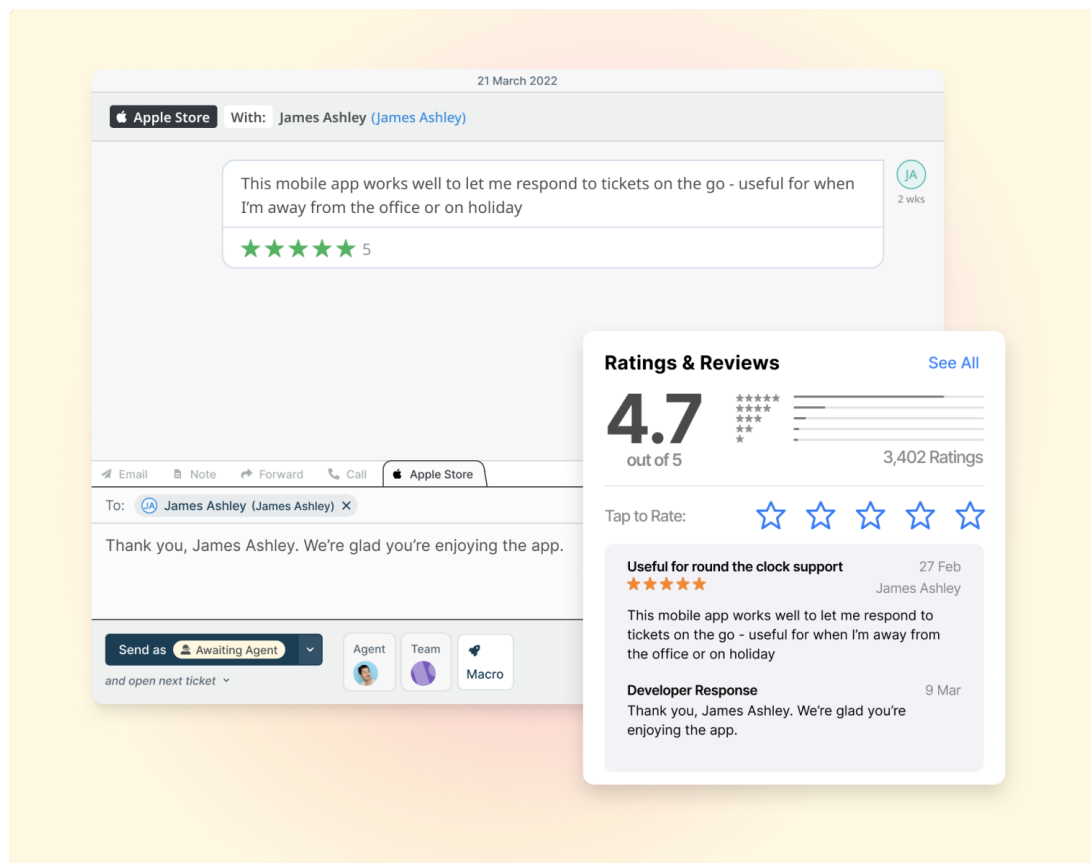 21 March 2022
Apple Store With: James Ashley (James Ashley)
This mobile app works well to let me respond to tickets on the go - useful for when
I'm away from the office or on holiday
JA
2 wks
5
Email Note Forward Call Apple Store
To: JA James Ashley (James Ashley) ✕
Thank you, James Ashley. We're glad you're enjoying the app.
Send as Awaiting Agent
and open next ticket
Agent
Team
Macro
Ratings & Reviews See All
4.7
out of 5
3,402 Ratings
Tap to Rate:
Useful for round the clock support 27 Feb
James Ashley
This mobile app works well to let me respond to
tickets on the go - useful for when I'm away from
the office or on holiday
Developer Response 9 Mar
Thank you, James Ashley. We're glad you're
enjoying the app.